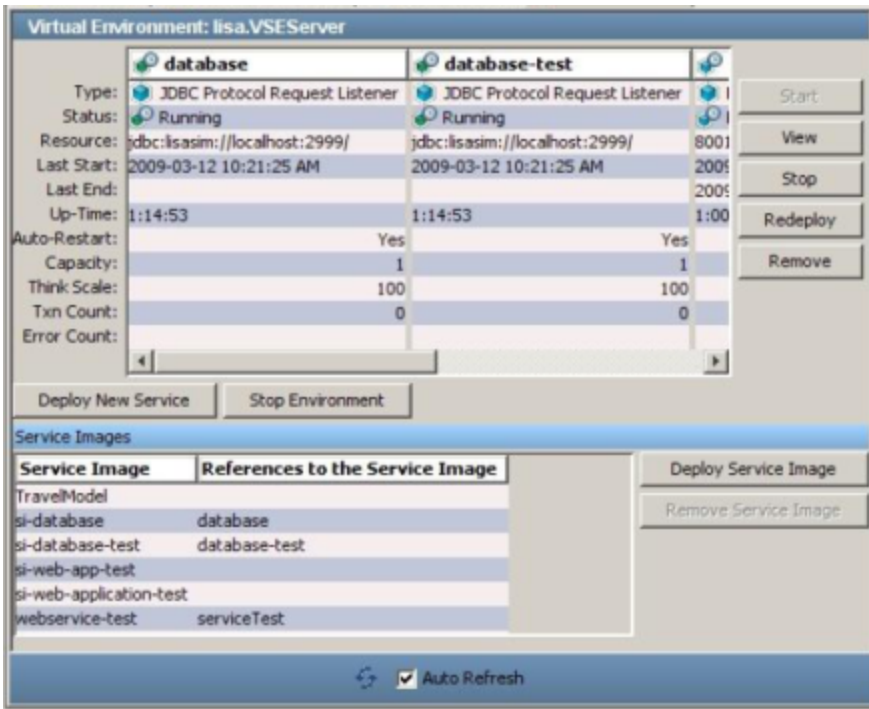 Virtual Environment: lisa.VSEServer
database database-test
Type: JDBC Protocol Request Listener JDBC Protocol Request Listener Start
Status: Running Running
Resource: jdbc:lisasim://localhost:2999/ jdbc:lisasim://localhost:2999/ 8001 View
Last Start: 2009-03-12 10:21:25 AM 2009-03-12 10:21:25 AM 2009
Last End: 2009 Stop
Up-Time: 1:14:53 1:14:53 1:00 Redeploy
Auto-Restart: Yes Yes
Capacity: 1 1 Remove
Think Scale: 100 100
Txn Count: 0 0
Error Count:
Deploy New Service Stop Environment
Service Images
Service Image References to the Service Image Deploy Service Image
TravelModel
si-database database Remove Service Image
si-database-test database-test
si-web-app-test
si-web-application-test
webservice-test serviceTest
Auto Refresh